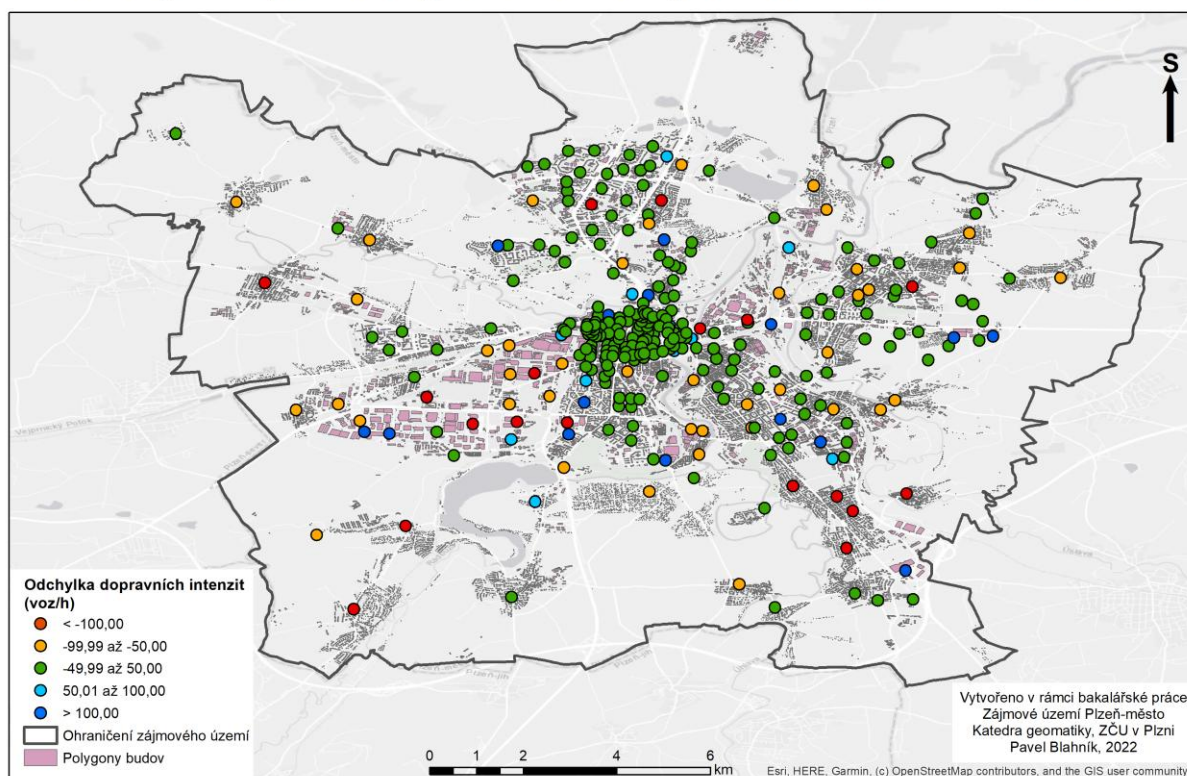 S
Odchylka dopravních intenzit
(voz/h)
< -100,00
-99,99 až -50,00
-49,99 až 50,00
50,01 až 100,00
> 100,00
Ohraničení zájmového území
Polygony budov
0 1 2 4 6
km
Vytvořeno v rámci bakalářské práce
Zájmové území Plzeň-město
Katedra geomatiky, ZČU v Plzni
Pavel Blahník, 2022
Esri, HERE, Garmin, (c) OpenStreetMap contributors, and the GIS user community
Vejprnický Potok